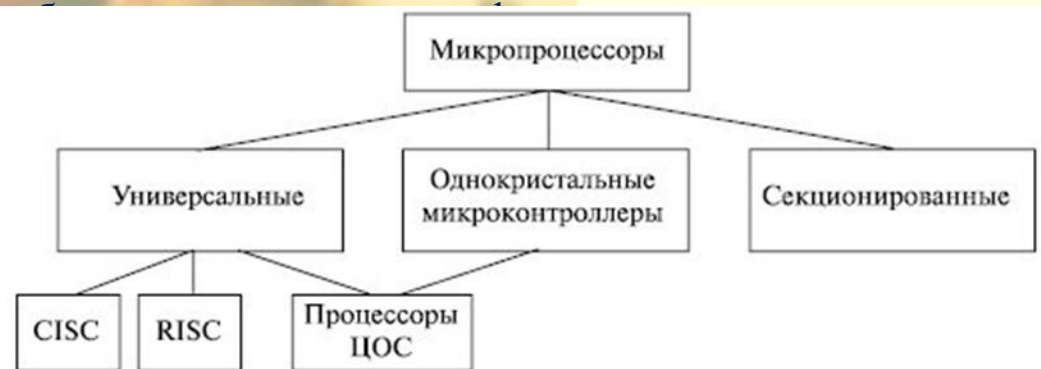 Микропроцессоры
Универсальные
Однокристальные
микроконтроллеры
Секционированные
CISC
RISC
Процессоры
ЦОС